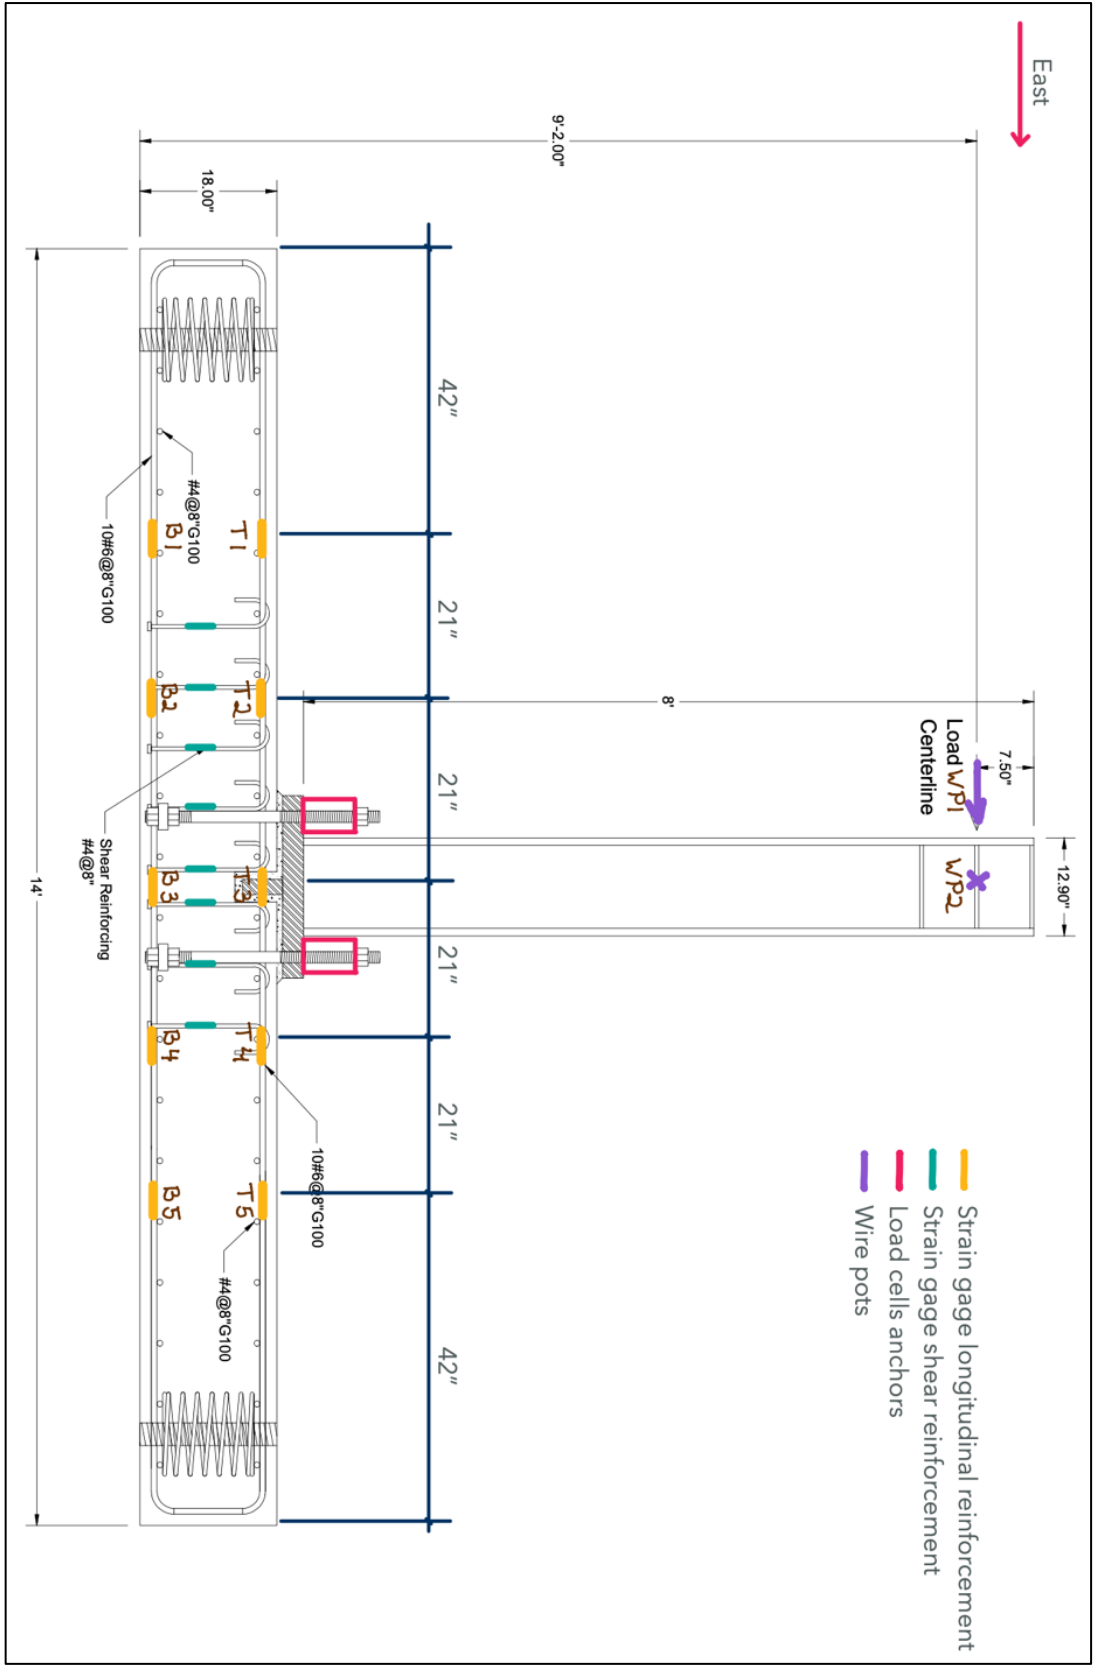 East
9'-2.00"
18.00"
42"
21"
21"
21"
21"
42"
8'
7.50"
Load WP1
Centerline
WP2
12.90"
T1
T2
T3
T4
T5
B1
B2
B3
B4
B5
#4@8"G100
10#6@8"G100
Shear Reinforcing
#4@8"
10#6@8"G100
#4@8"G100
14'
Strain gage longitudinal reinforcement
Strain gage shear reinforcement
Load cells anchors
Wire pots